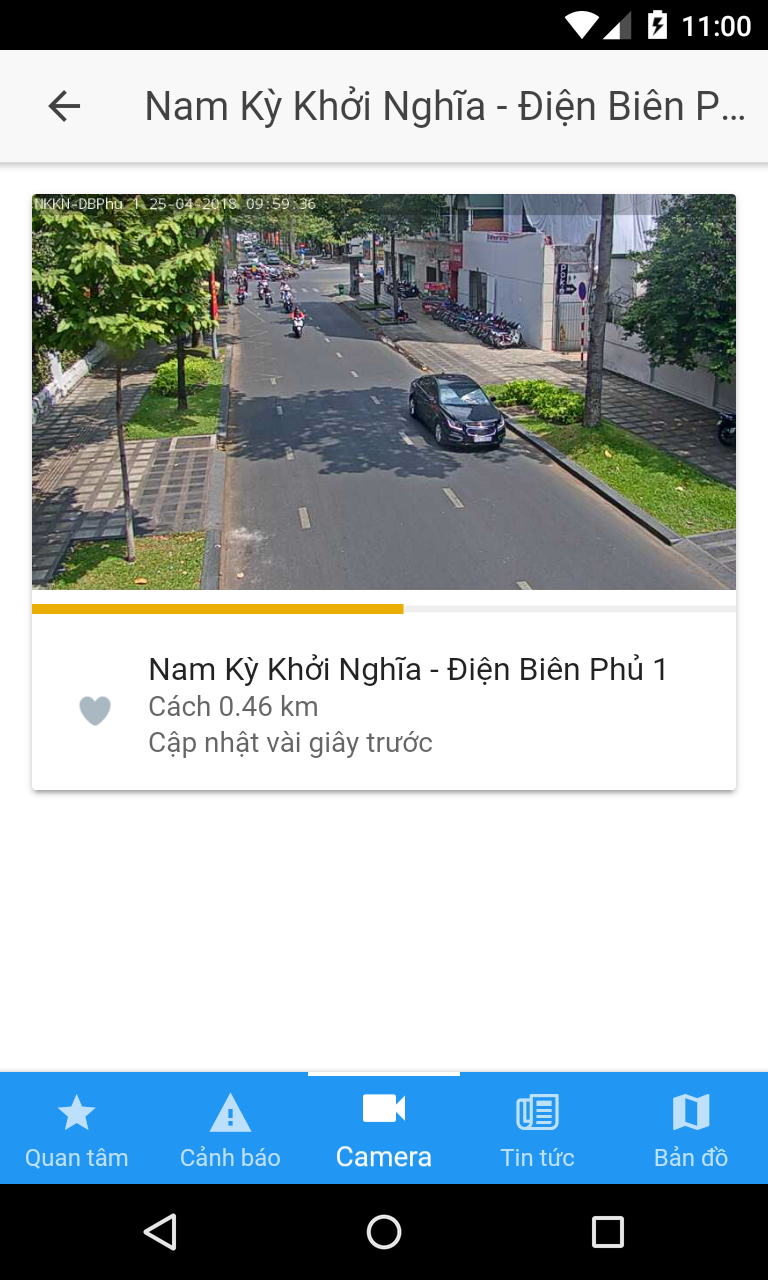 11:00
Nam Kỳ Khởi Nghĩa - Điện Biên P...
NKKN-DBPhu 1 25-04-2018 09:59:36
Nam Kỳ Khởi Nghĩa - Điện Biên Phủ 1
Cách 0.46 km
Cập nhật vài giây trước
Quan tâm
Cảnh báo
Camera
Tin tức
Bản đồ